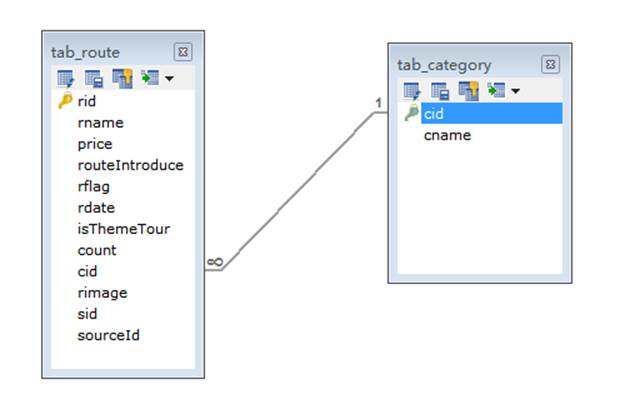 tab_route
rid
rname
price
routeIntroduce
rflag
rdate
isThemeTour
count
cid
rimage
sid
sourceId
∞
1
tab_category
cid
cname